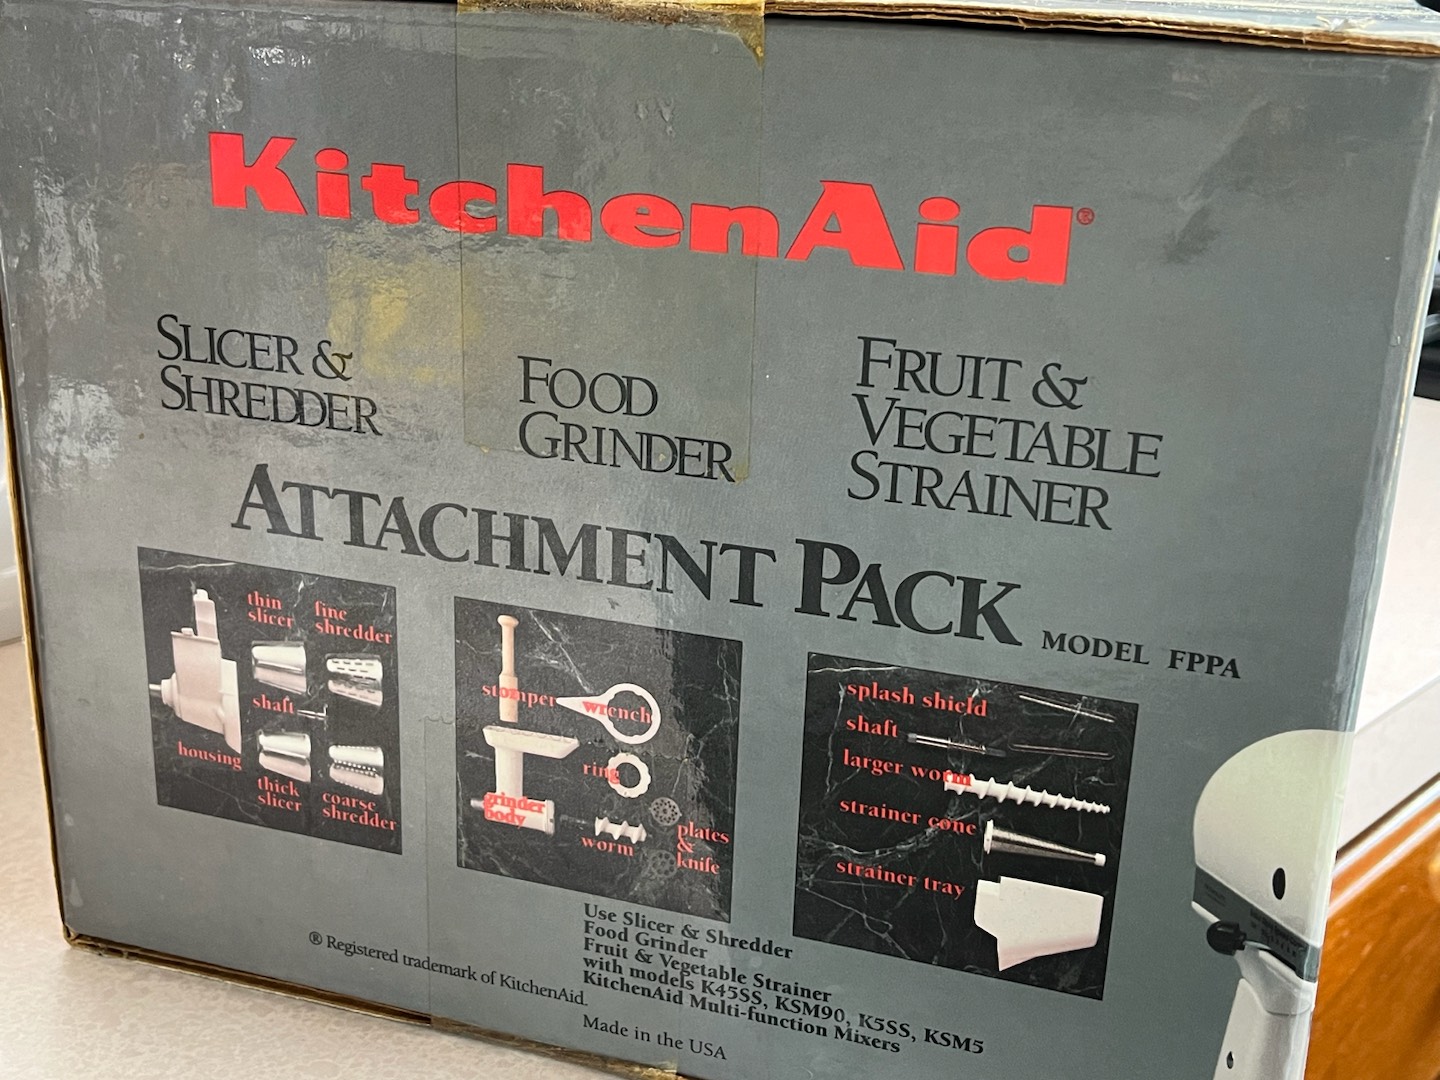 KitchenAid®
SLICER &
SHREDDER
FOOD
GRINDER
FRUIT &
VEGETABLE
STRAINER
ATTACHMENT PACK MODEL FPPA
thin
slicer
fine
shredder
shaft
housing
thick
slicer
coarse
shredder
stomper
wrench
ring
grinder
body
worm
plates
&
knife
splash shield
shaft
larger worm
strainer cone
strainer tray
Use Slicer & Shredder
Food Grinder
Fruit & Vegetable Strainer
with models K45SS, KSM90, K5SS, KSM5
KitchenAid Multi-function Mixers
® Registered trademark of KitchenAid.
Made in the USA